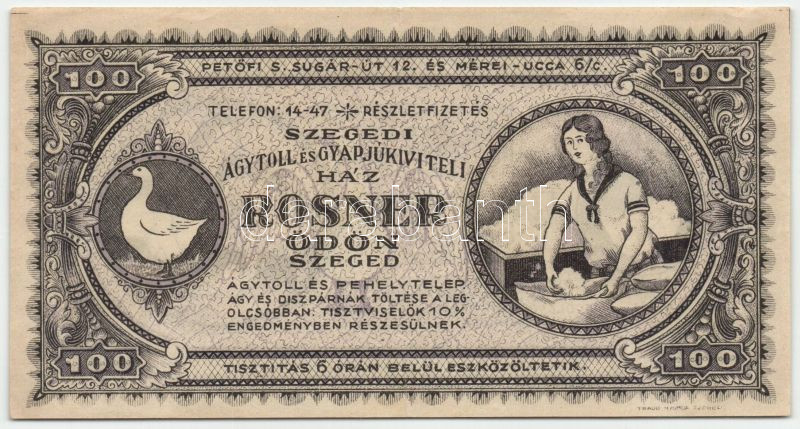 100
100
PETŐFI S. SUGÁR-ÚT 12. ÉS MÉREI-UCCA 6/c.
TELEFON: 14-47 RÉSZLETFIZETÉS
SZEGEDI
ÁGYTOLL ÉS GYAPJÚKIVITELI
HÁZ
ROSNER
ÖDÖN
SZEGED
ÁGYTOLL ÉS PEHELYTELEP
ÁGY ÉS DISZPÁRNÁK TÖLTÉSE A LEG-
OLCSÓBBAN: TISZTVISELŐK 10%
ENGEDMÉNYBEN RÉSZESÜLNEK.
100
100
TISZTITÁS 6 ÓRÁN BELÜL ESZKÖZÖLTETIK.
darabanth